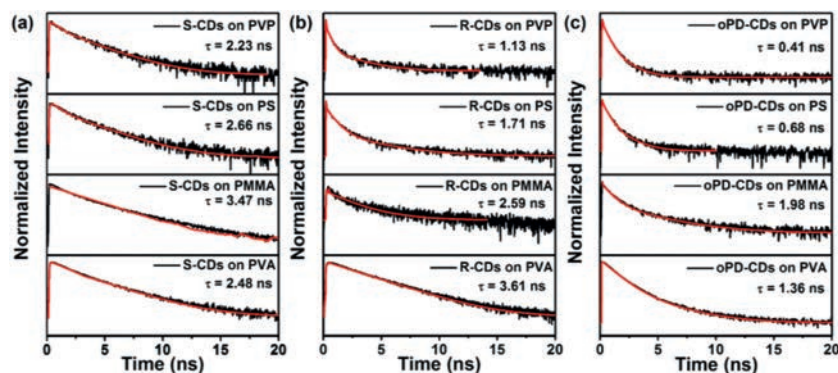 (a)
Normalized Intensity
S-CDs on PVP
τ = 2.23 ns
S-CDs on PS
τ = 2.66 ns
S-CDs on PMMA
τ = 3.47 ns
S-CDs on PVA
τ = 2.48 ns
0 5 10 15 20
Time (ns)
(b)
Normalized Intensity
R-CDs on PVP
τ = 1.13 ns
R-CDs on PS
τ = 1.71 ns
R-CDs on PMMA
τ = 2.59 ns
R-CDs on PVA
τ = 3.61 ns
0 5 10 15 20
Time (ns)
(c)
Normalized Intensity
oPD-CDs on PVP
τ = 0.41 ns
oPD-CDs on PS
τ = 0.68 ns
oPD-CDs on PMMA
τ = 1.98 ns
oPD-CDs on PVA
τ = 1.36 ns
0 5 10 15 20
Time (ns)